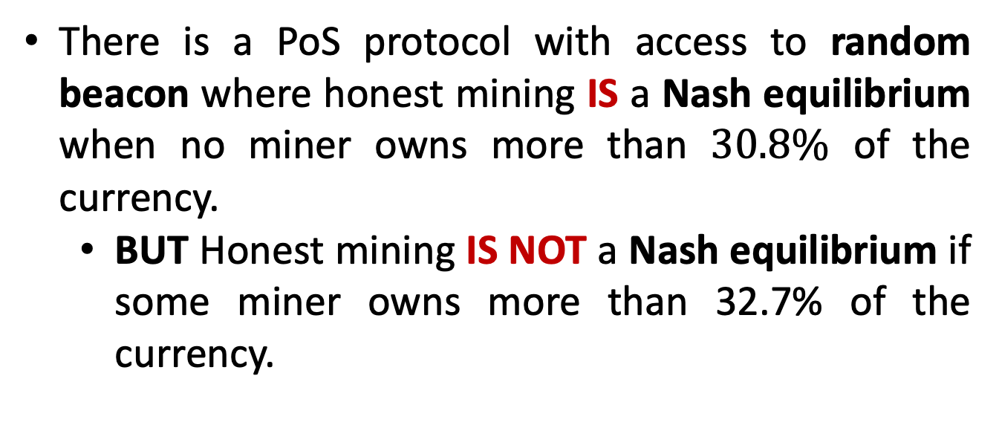 • There is a PoS protocol with access to random
beacon where honest mining IS a Nash equilibrium
when no miner owns more than 30.8% of the
currency.
• BUT Honest mining IS NOT a Nash equilibrium if
some miner owns more than 32.7% of the
currency.